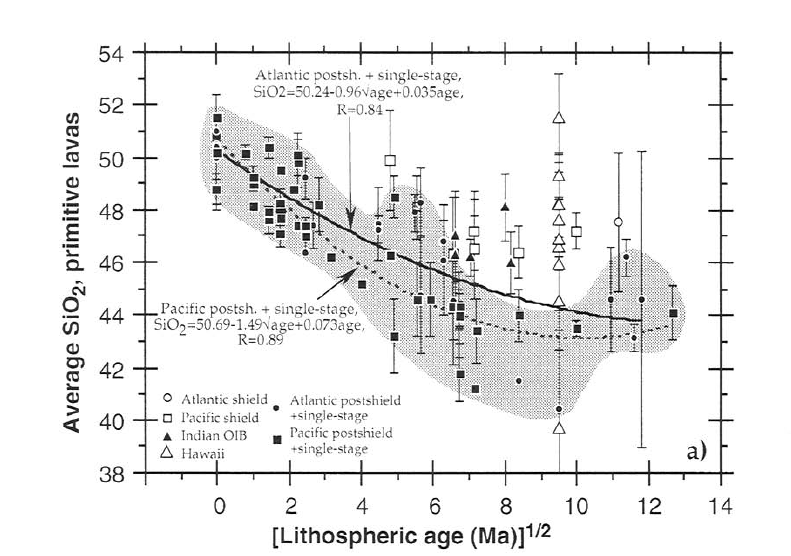 54
52
50
48
46
44
42
40
38
Average SiO2, primitive lavas
Atlantic postsh. + single-stage,
SiO2=50.24-0.96√age+0.035age,
R=0.84
Pacific postsh. + single-stage,
SiO2=50.69-1.49√age+0.073age,
R=0.89
Atlantic shield
Pacific shield
Indian OIB
Hawaii
Atlantic postshield
+single-stage
Pacific postshield
+single-stage
a)
-2 0 2 4 6 8 10 12 14
[Lithospheric age (Ma)]1/2